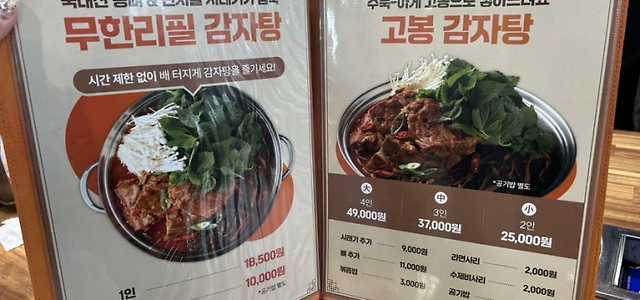 무한리필 감자탕
시간 제한 없이 배 터지게 감자탕을 즐기세요!
18,500원
1인
10,000원
*공기밥 별도
고봉 감자탕
*공기밥 별도
大 中 小
4인 3인 2인
49,000원 37,000원 25,000원
시래기 추가 9,000원 라면사리 2,000원
뼈 추가 11,000원 수제비사리 2,000원
볶음밥 3,000원 공기밥